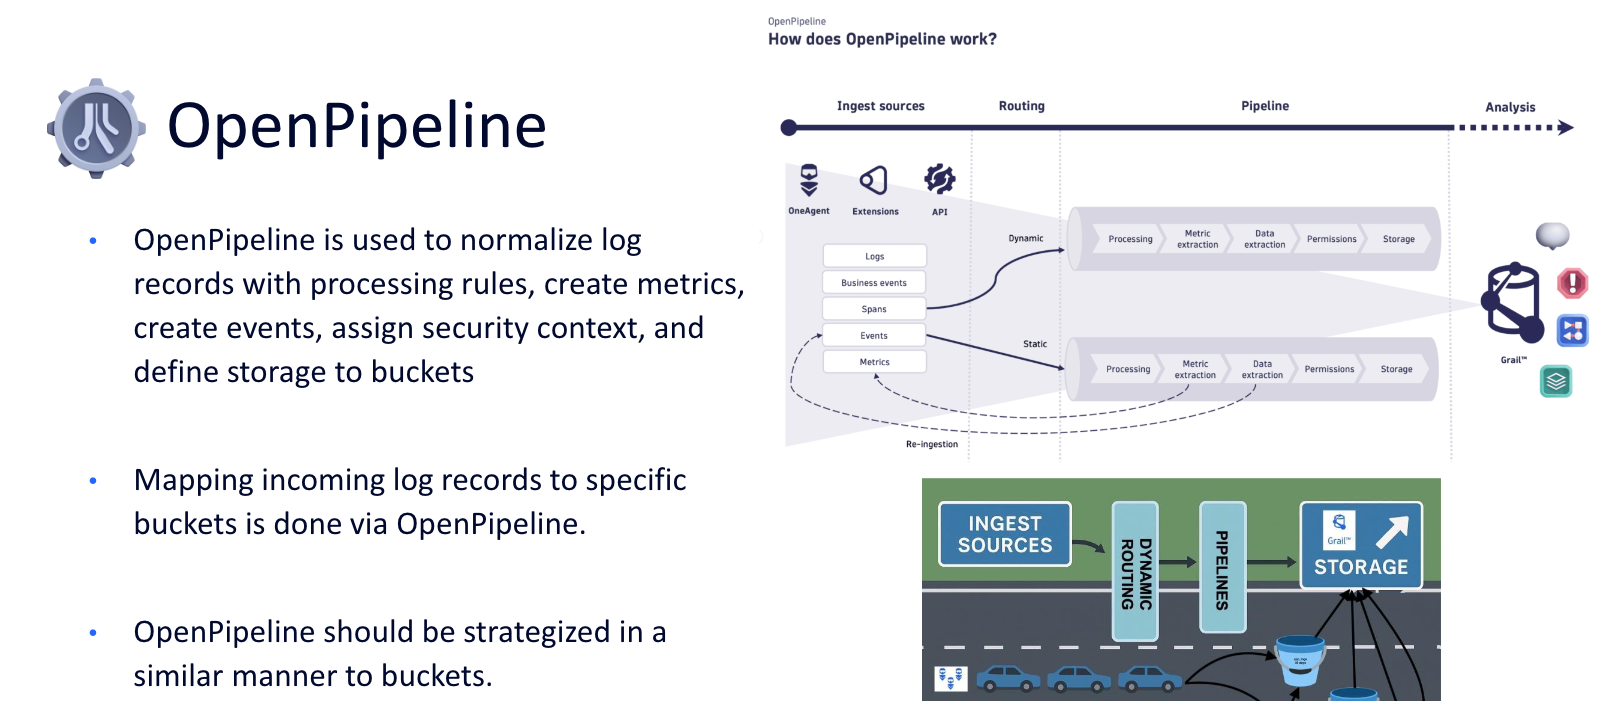 OpenPipeline
OpenPipeline is used to normalize log
records with processing rules, create metrics,
create events, assign security context, and
define storage to buckets
Mapping incoming log records to specific
buckets is done via OpenPipeline.
OpenPipeline should be strategized in a
similar manner to buckets.
OpenPipeline
How does OpenPipeline work?
Ingest sources
Routing
Pipeline
Analysis
OneAgent
Extensions
API
Logs
Business events
Spans
Events
Metrics
Dynamic
Static
Re-ingestion
Processing
Metric
extraction
Data
extraction
Permissions
Storage
Processing
Metric
extraction
Data
extraction
Permissions
Storage
Grail™
INGEST
SOURCES
DYNAMIC
ROUTING
PIPELINES
Grail™
STORAGE